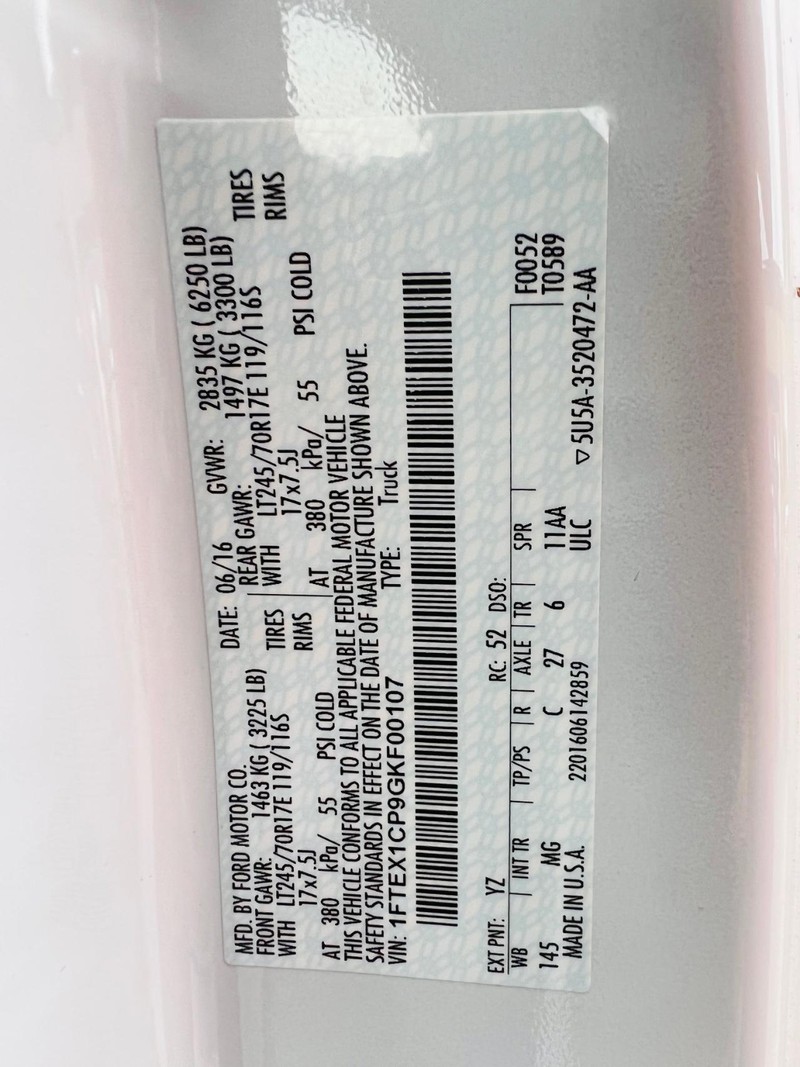 MFD. BY FORD MOTOR CO. DATE: 06/16 GVWR: 2835 KG ( 6250 LB)
FRONT GAWR: 1463 KG ( 3225 LB) REAR GAWR: 1497 KG ( 3300 LB)
WITH LT245/70R17E 119/116S TIRES WITH LT245/70R17E 119/116S TIRES
17x7.5J RIMS 17x7.5J RIMS
AT 380 kPa/ 55 PSI COLD AT 380 kPa/ 55 PSI COLD
THIS VEHICLE CONFORMS TO ALL APPLICABLE FEDERAL MOTOR VEHICLE
SAFETY STANDARDS IN EFFECT ON THE DATE OF MANUFACTURE SHOWN ABOVE.
VIN: 1FTEX1CP9GKF00107 TYPE: Truck
EXT PNT: YZ RC: 52 DSO:
WB INT TR TP/PS R AXLE TR SPR F0052
145 MG C 27 6 11AA T0589
MADE IN U.S.A. 2201606142859 ULC ▽5U5A-3520472-AA